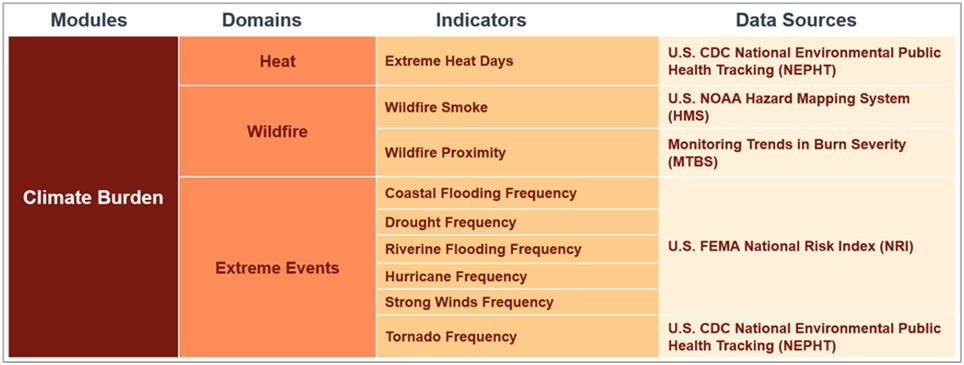 Modules Domains Indicators Data Sources
Climate Burden
Heat
Extreme Heat Days
U.S. CDC National Environmental Public
Health Tracking (NEPHT)
Wildfire
Wildfire Smoke
U.S. NOAA Hazard Mapping System
(HMS)
Wildfire Proximity
Monitoring Trends in Burn Severity
(MTBS)
Extreme Events
Coastal Flooding Frequency
Drought Frequency
Riverine Flooding Frequency
Hurricane Frequency
Strong Winds Frequency
U.S. FEMA National Risk Index (NRI)
Tornado Frequency
U.S. CDC National Environmental Public
Health Tracking (NEPHT)